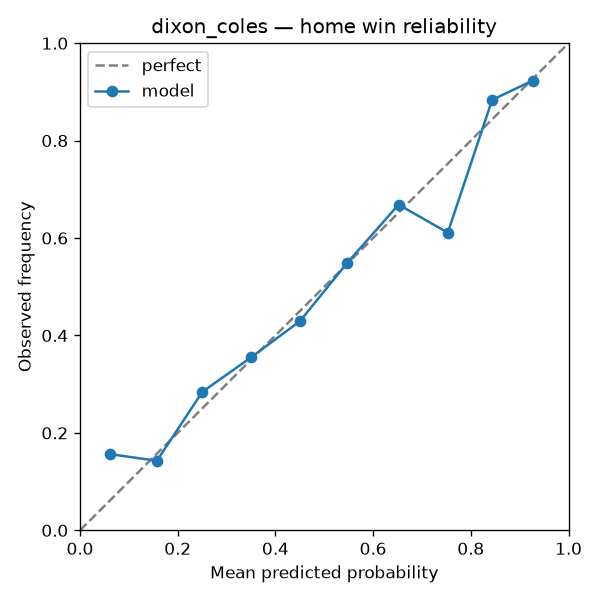 dixon_coles — home win reliability
1.0
perfect
model
0.8
0.6
0.4
0.2
0.0
Observed frequency
0.0 0.2 0.4 0.6 0.8 1.0
Mean predicted probability